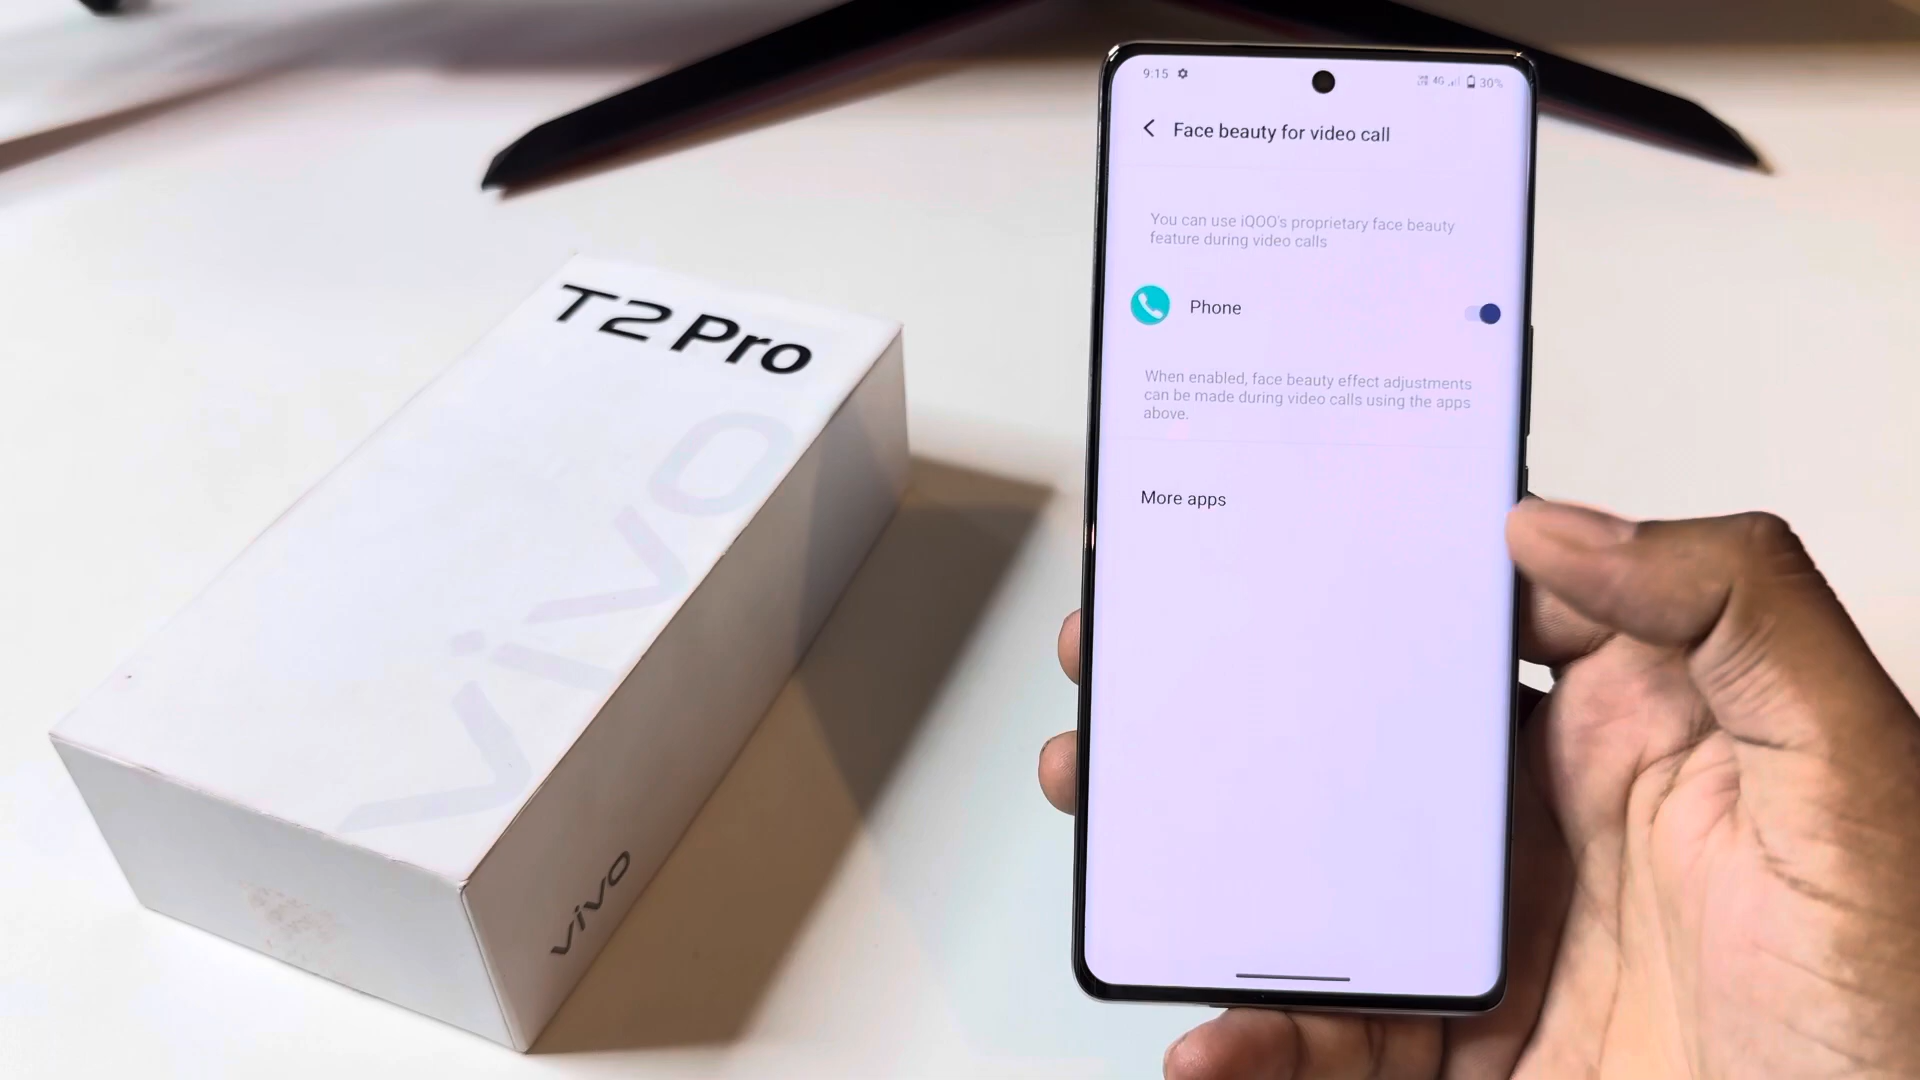 T2 Pro
vivo
vivo
9:15
4G
30%
Face beauty for video call
You can use iQOO's proprietary face beauty
feature during video calls
Phone
When enabled, face beauty effect adjustments
can be made during video calls using the apps
above.
More apps